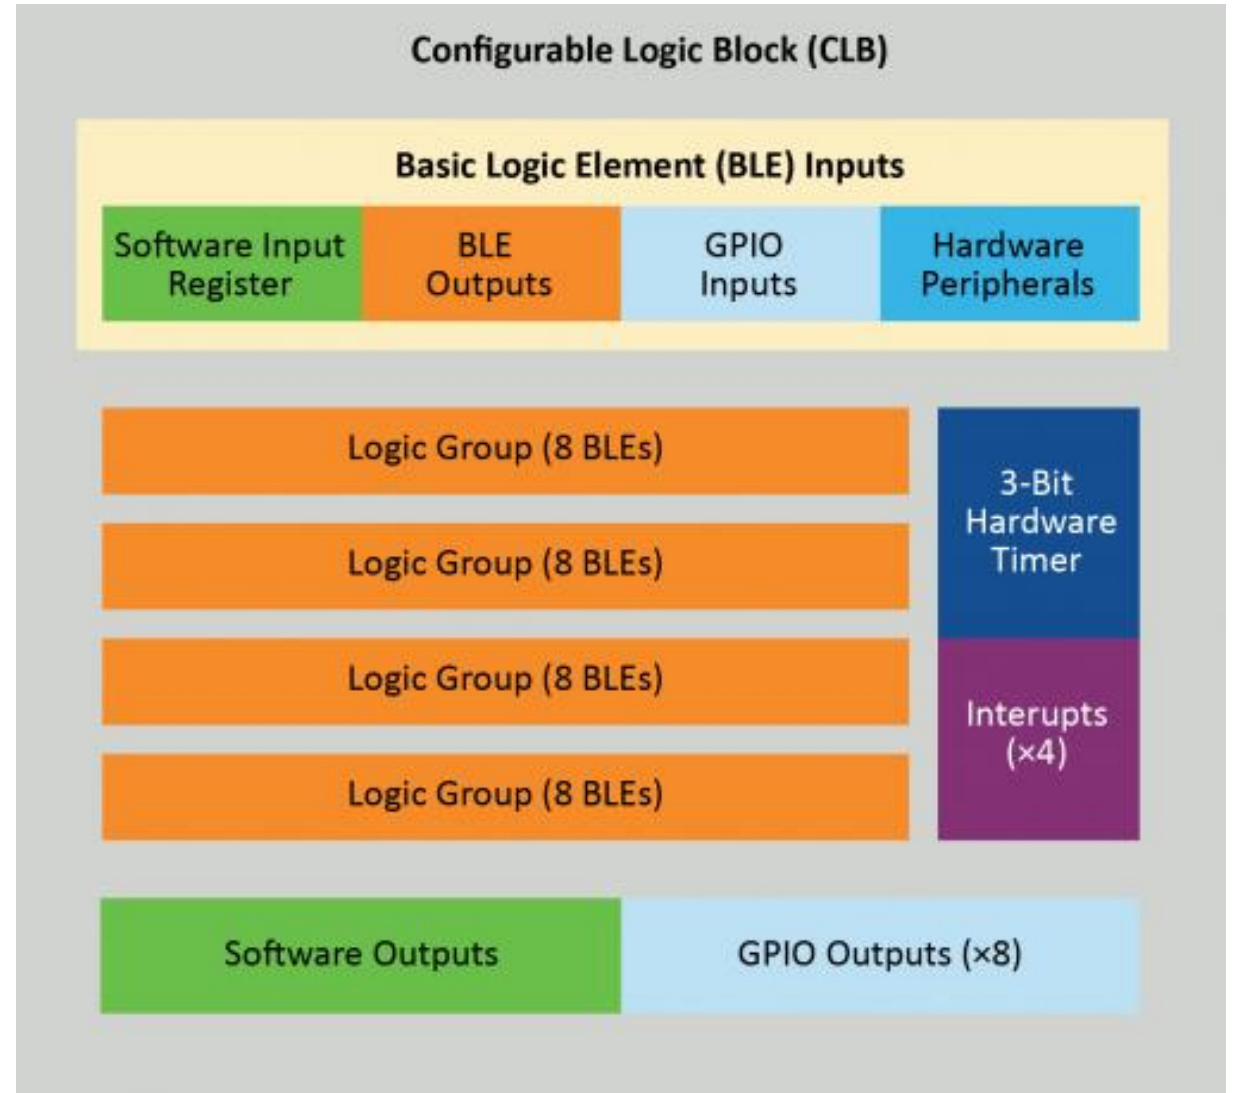 Configurable Logic Block (CLB)
Basic Logic Element (BLE) Inputs
Software Input
Register
BLE
Outputs
GPIO
Inputs
Hardware
Peripherals
Logic Group (8 BLEs)
Logic Group (8 BLEs)
Logic Group (8 BLEs)
Logic Group (8 BLEs)
3-Bit
Hardware
Timer
Interupts
(×4)
Software Outputs
GPIO Outputs (×8)